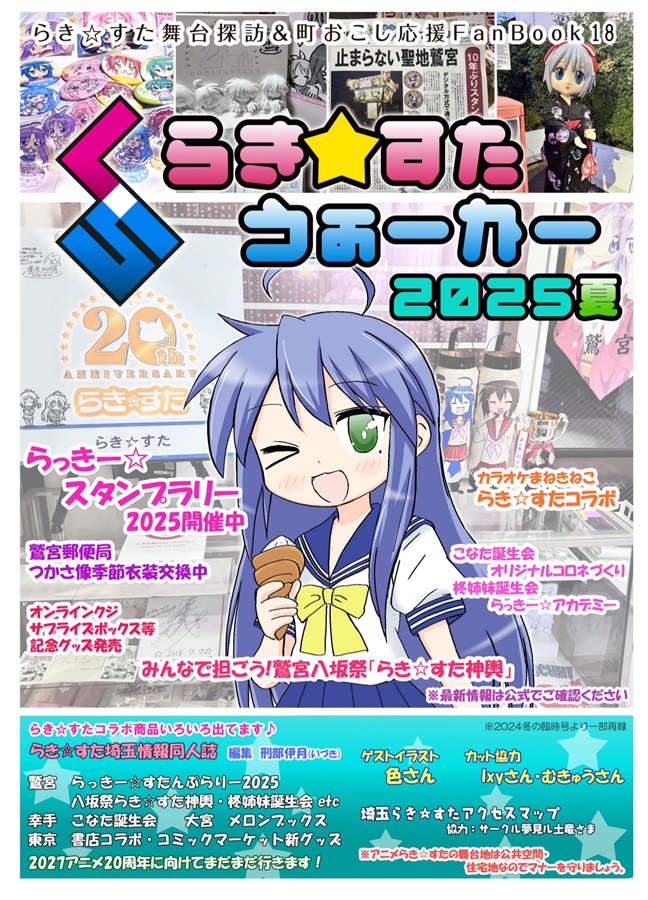 らき☆すた舞台探訪&町おこし応援FanBook18
止まらない聖地鷲宮
10年ぶりスタン
らき☆すた
うぉーかー
2025夏
20th
ANNIVERSARY
らき☆すた
らき☆すた
鷲宮
らっきー☆
スタンプラリー
2025開催中
カラオケまねきねこ
らき☆すたコラボ
鷲宮郵便局
つかさ像季節衣装交換中
こなた誕生会
オリジナルコロネづくり
柊姉妹誕生会
らっきー☆アカデミー
オンラインクジ
サプライズボックス等
記念グッズ発売
みんなで担ごう!鷲宮八坂祭「らき☆すた神輿」
※最新情報は公式でご確認ください
らき☆すたコラボ商品いろいろ出てます♪
※2024冬の臨時号より一部再録
らき☆すた埼玉情報同人誌 編集 刑部伊月(いづき)
ゲストイラスト
色さん
カット協力
Ixyさん・むきゅうさん
鷲宮 らっきー☆すたんぷらりー2025
八坂祭らき☆すた神輿・柊姉妹誕生会 etc
幸手 こなた誕生会 大宮 メロンブックス
東京 書店コラボ・コミックマーケット新グッズ
2027アニメ20周年に向けてまだまだ行きます!
埼玉らき☆すたアクセスマップ
協力:サークル夢見ル土竜さま
※アニメらき☆すたの舞台地は公共空間・
住宅地なのでマナーを守りましょう。